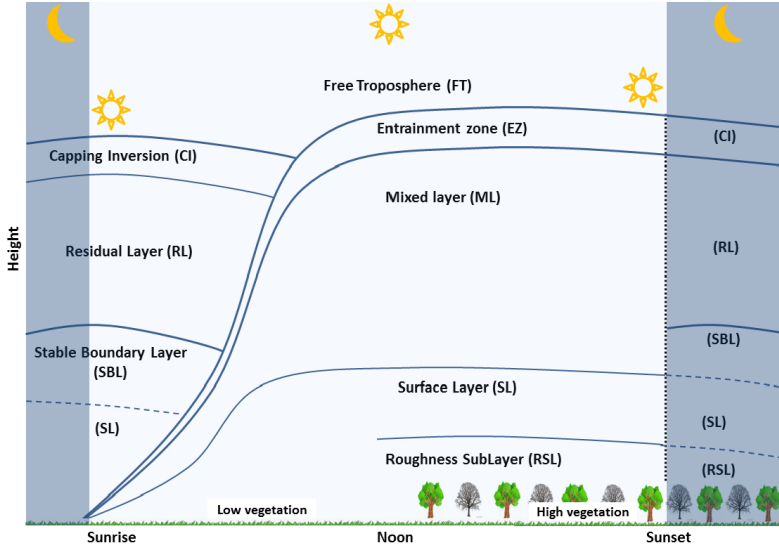 Free Troposphere (FT)
Entrainment zone (EZ)
(CI)
Capping Inversion (CI)
Mixed layer (ML)
Height
Residual Layer (RL)
(RL)
Stable Boundary Layer
(SBL)
(SBL)
Surface Layer (SL)
(SL)
(SL)
Roughness SubLayer (RSL)
(RSL)
Low vegetation
High vegetation
Sunrise
Noon
Sunset